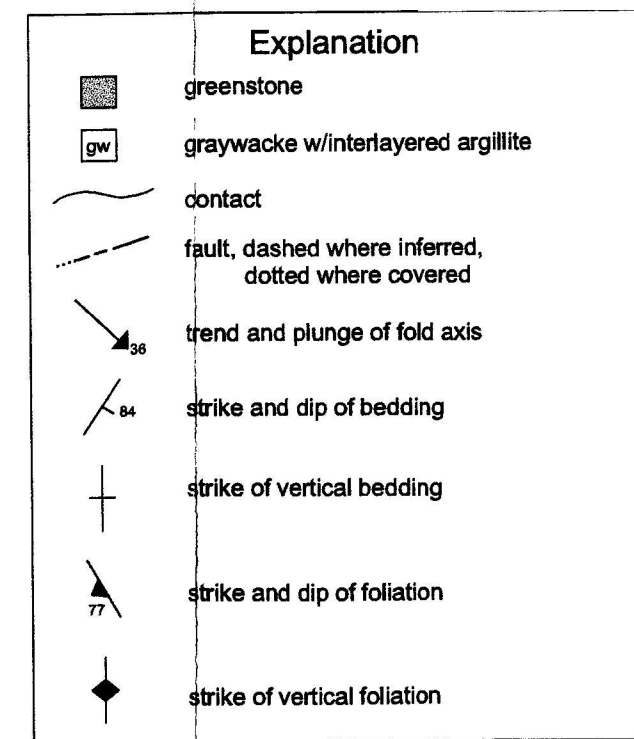 Explanation
greenstone
gw graywacke w/interlayered argillite
contact
fault, dashed where inferred,
dotted where covered
36 trend and plunge of fold axis
84 strike and dip of bedding
strike of vertical bedding
77 strike and dip of foliation
strike of vertical foliation